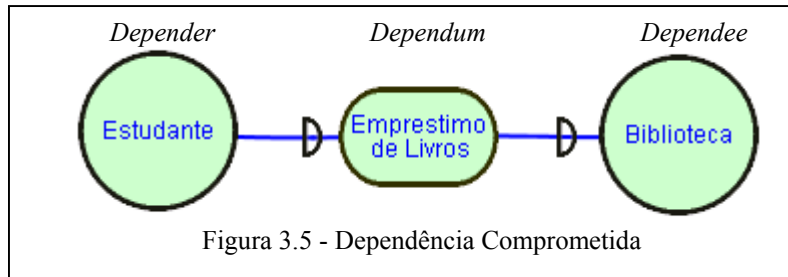 Depender Dependum Dependee
Estudante
Emprestimo
de Livros
Biblioteca
Figura 3.5 - Dependência Comprometida